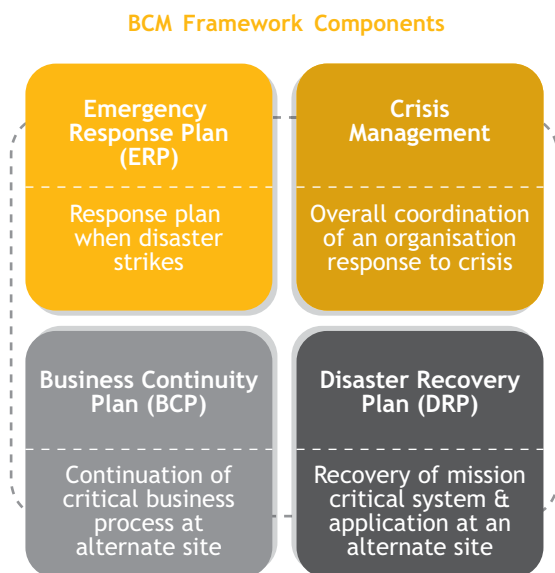 BCM Framework Components
Emergency
Response Plan
(ERP)
Response plan
when disaster
strikes
Crisis
Management
Overall coordination
of an organisation
response to crisis
Business Continuity
Plan (BCP)
Continuation of
critical business
process at
alternate site
Disaster Recovery
Plan (DRP)
Recovery of mission
critical system &
application at an
alternate site